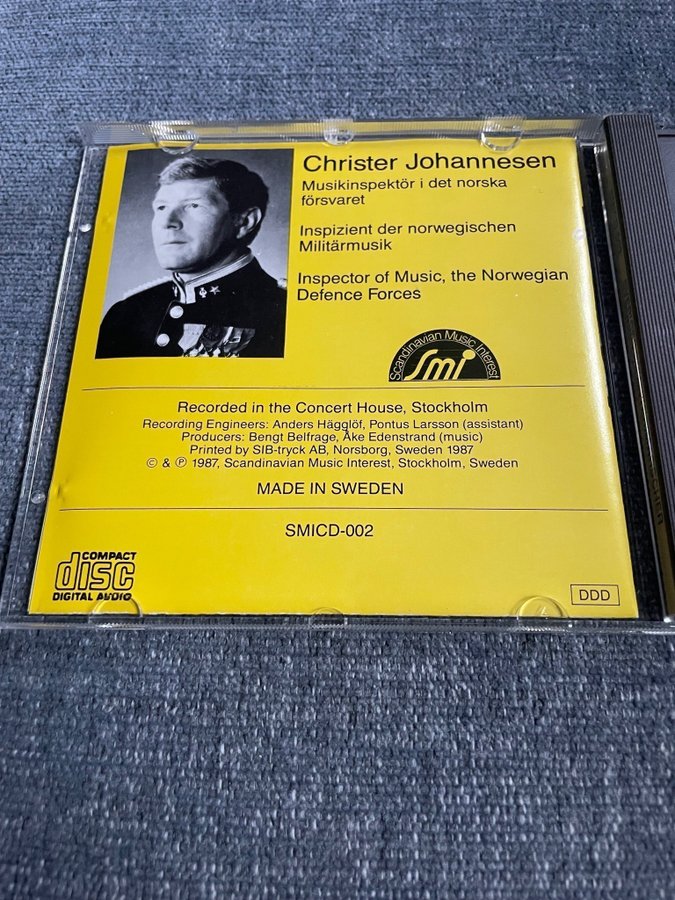 Christer Johannesen
Musikinspektör i det norska
försvaret
Inspizient der norwegischen
Militärmusik
Inspector of Music, the Norwegian
Defence Forces
Scandinavian Music Interest
Smi
Recorded in the Concert House, Stockholm
Recording Engineers: Anders Hägglöf, Pontus Larsson (assistant)
Producers: Bengt Belfrage, Åke Edenstrand (music)
Printed by SIB-tryck AB, Norsborg, Sweden 1987
© & ℗ 1987, Scandinavian Music Interest, Stockholm, Sweden
MADE IN SWEDEN
SMICD-002
COMPACT
disc
DIGITAL AUDIO
DDD